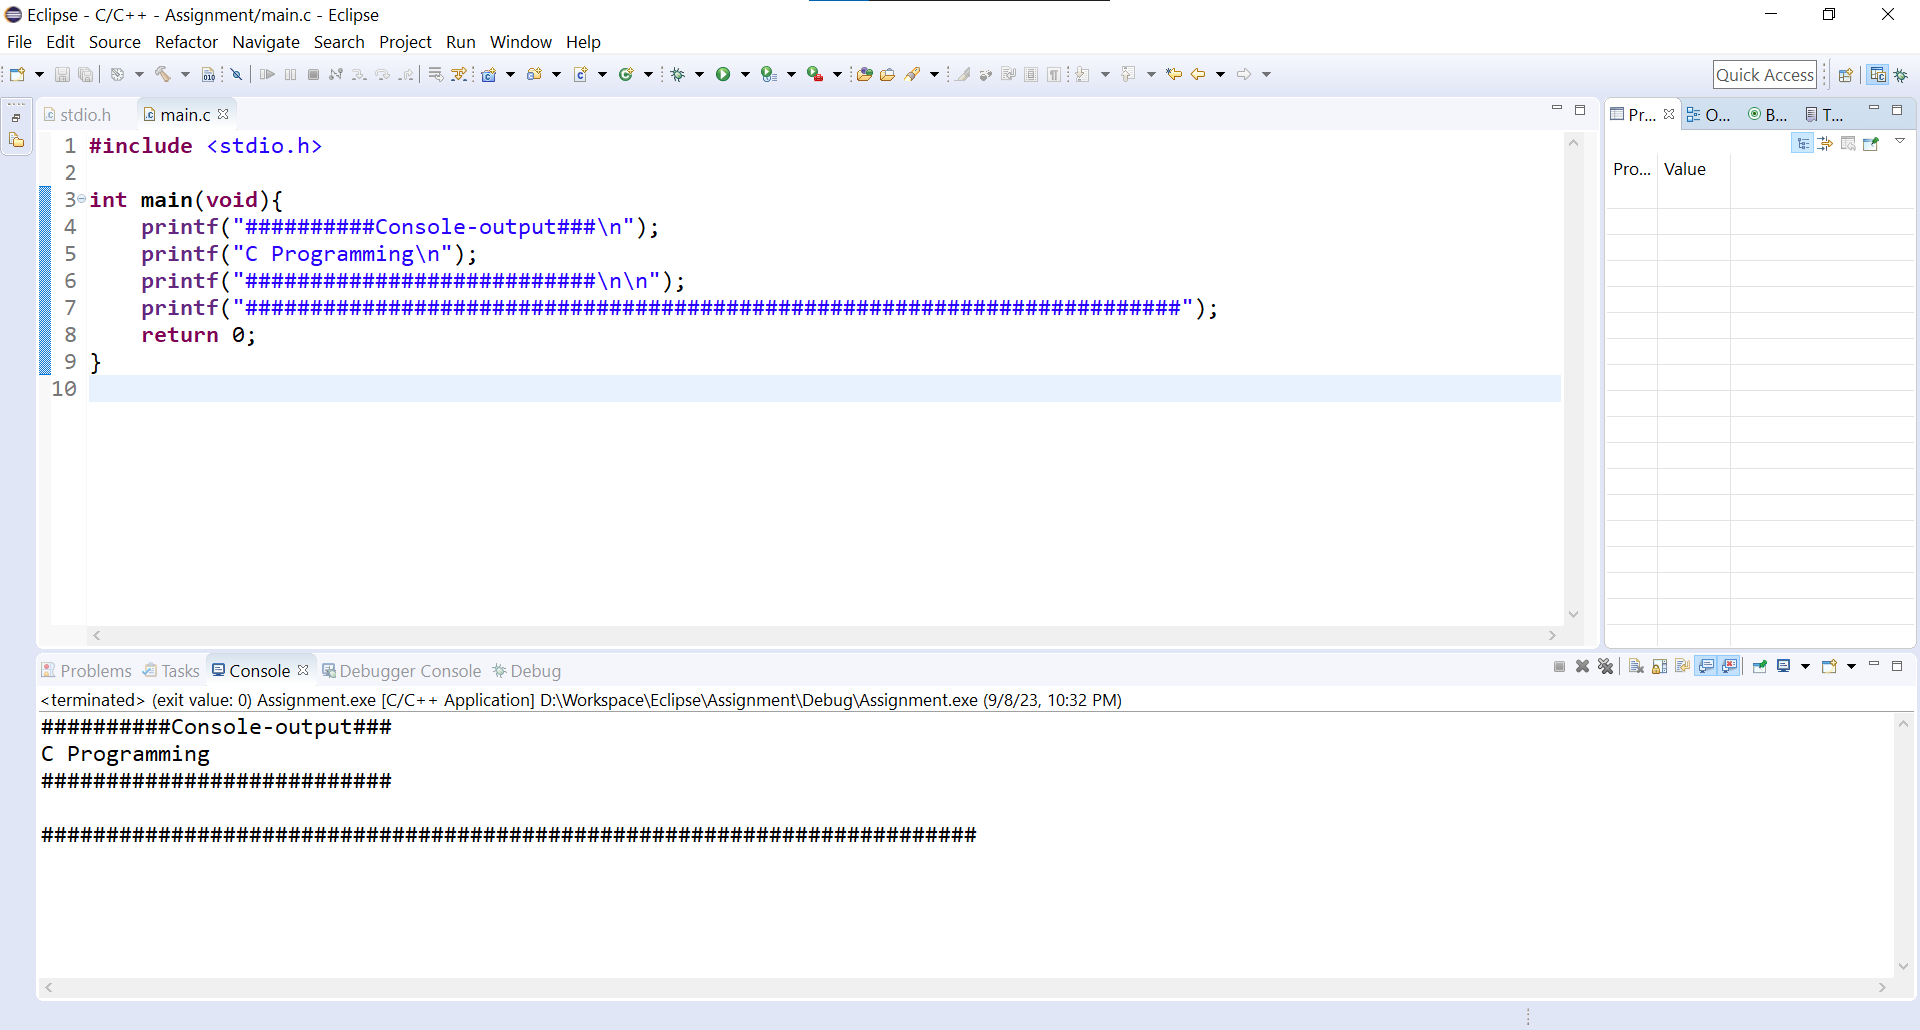 Eclipse - C/C++ - Assignment/main.c - Eclipse
File Edit Source Refactor Navigate Search Project Run Window Help
Quick Access
stdio.h main.c
Pr... O... B... T...
Pro... Value
1 #include <stdio.h>
2
3 int main(void){
4     printf("##########Console-output###\n");
5     printf("C Programming\n");
6     printf("###########################\n\n");
7     printf("########################################################################");
8     return 0;
9 }
10
Problems Tasks Console Debugger Console Debug
<terminated> (exit value: 0) Assignment.exe [C/C++ Application] D:\Workspace\Eclipse\Assignment\Debug\Assignment.exe (9/8/23, 10:32 PM)
##########Console-output###
C Programming
###########################
########################################################################